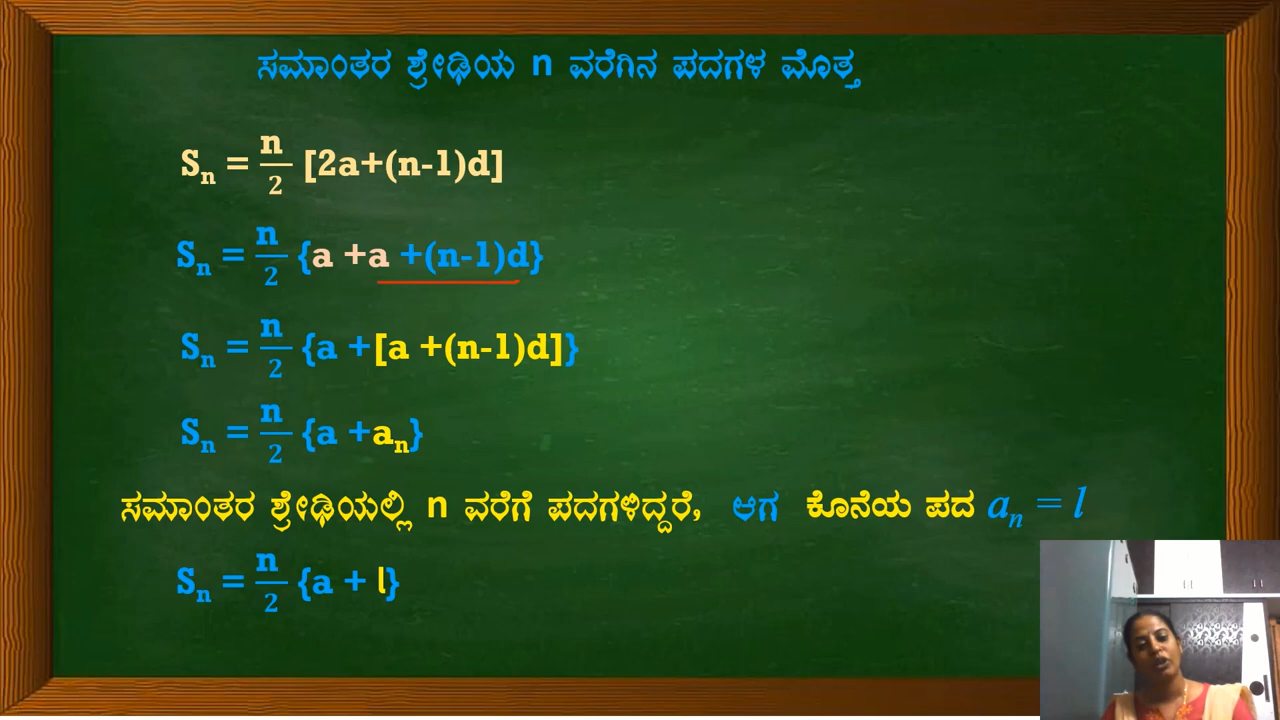 ಸಮಾಂತರ ಶ್ರೇಢಿಯ n ವರೆಗಿನ ಪದಗಳ ಮೊತ್ತ
Sₙ = n/2 [2a+(n-1)d]
Sₙ = n/2 {a +a +(n-1)d}
Sₙ = n/2 {a +[a +(n-1)d]}
Sₙ = n/2 {a +aₙ}
ಸಮಾಂತರ ಶ್ರೇಢಿಯಲ್ಲಿ n ವರೆಗೆ ಪದಗಳಿದ್ದರೆ, ಆಗ ಕೊನೆಯ ಪದ aₙ = l
Sₙ = n/2 {a + l}